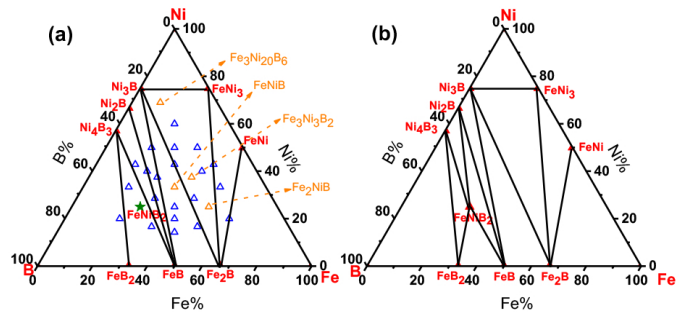 Ni
Ni
(a)
(b)
0
100
0
100
Fe₃Ni₂₀B₆
20
80
20
80
Ni₃B
FeNi₃
FeNiB
Ni₃B
FeNi₃
Ni₂B
Ni₂B
40
60
40
60
Ni₄B₃
Fe₃Ni₃B₂
Ni₄B₃
B%
FeNi
Ni%
B%
FeNi
Ni%
60
40
60
40
Fe₂NiB
80
20
80
20
FeNiB₂
FeNiB₂
100
0
100
0
B
FeB₂
FeB
Fe₂B
Fe
B
FeB₂
FeB
Fe₂B
Fe
0
20
40
60
80
100
0
20
40
60
80
100
Fe%
Fe%